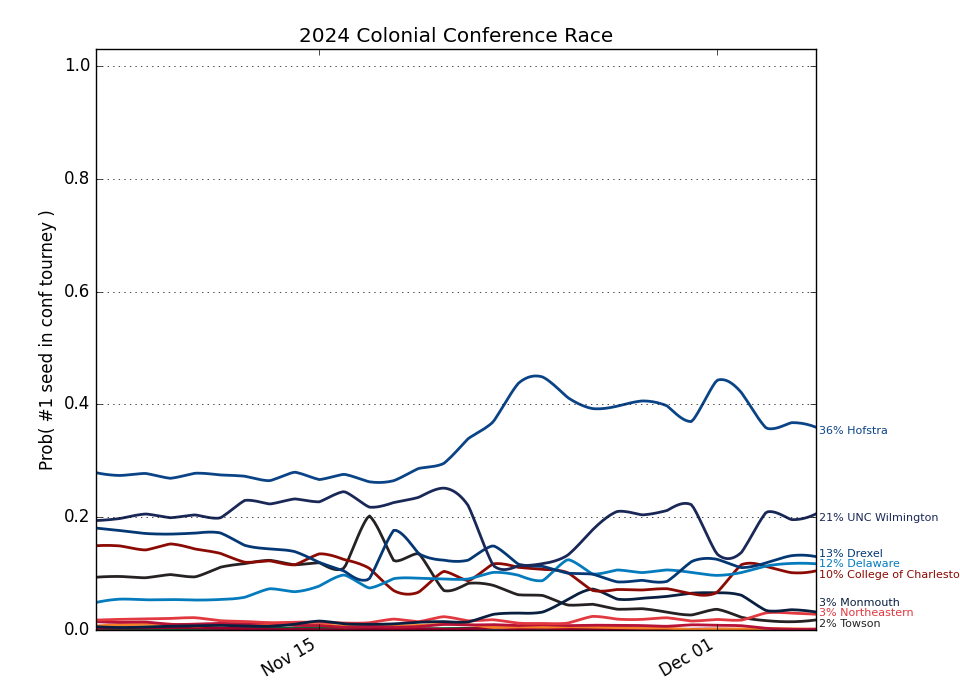 2024 Colonial Conference Race
1.0
0.8
0.6
0.4
0.2
0.0
Prob( #1 seed in conf tourney )
Nov 15
Dec 01
36% Hofstra
21% UNC Wilmington
13% Drexel
12% Delaware
10% College of Charlesto
3% Monmouth
3% Northeastern
2% Towson